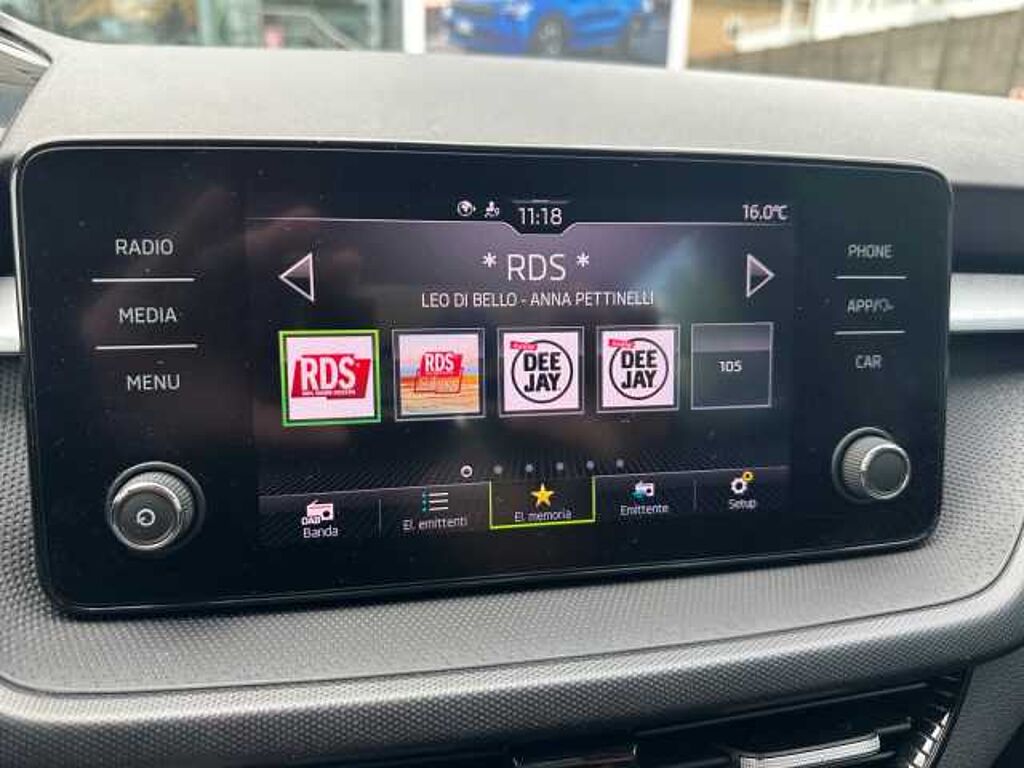 11:18
16.0°C
RADIO
MEDIA
MENU
* RDS *
LEO DI BELLO - ANNA PETTINELLI
RDS
RDS
DEE
JAY
DEE
JAY
105
DAB
Banda
El. emittenti
El. memoria
Emittente
Setup
PHONE
APP/
CAR